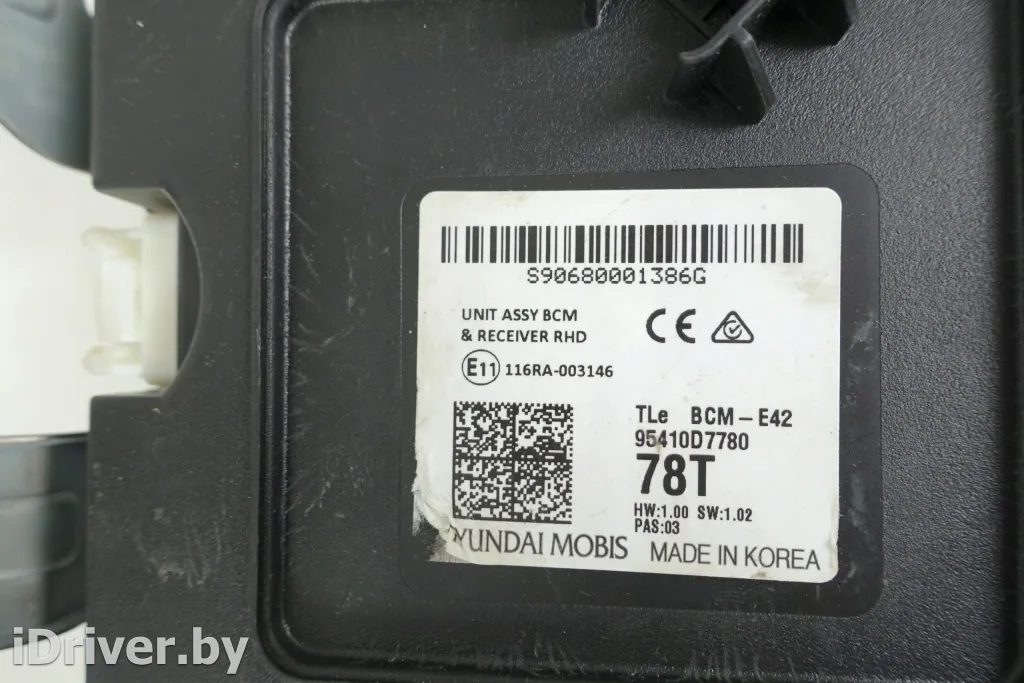 S90680001386G
UNIT ASSY BCM
& RECEIVER RHD
CE
E11 116RA-003146
TLe BCM-E42
95410D7780
78T
HW:1.00 SW:1.02
PAS:03
YUNDAI MOBIS MADE IN KOREA
iDriver.by